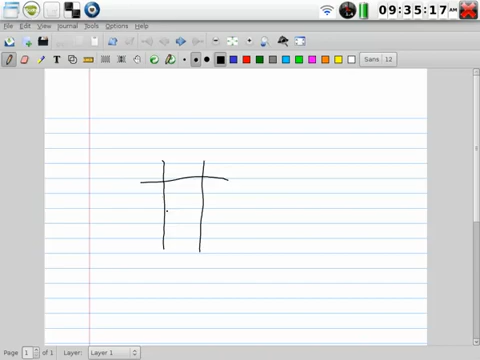 09:35:17 AM
File Edit View Journal Tools Options Help
Sans 12
Page 1 of 1 Layer: Layer 1